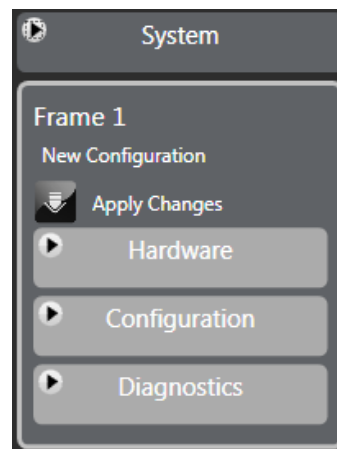 System
Frame 1
New Configuration
Apply Changes
Hardware
Configuration
Diagnostics